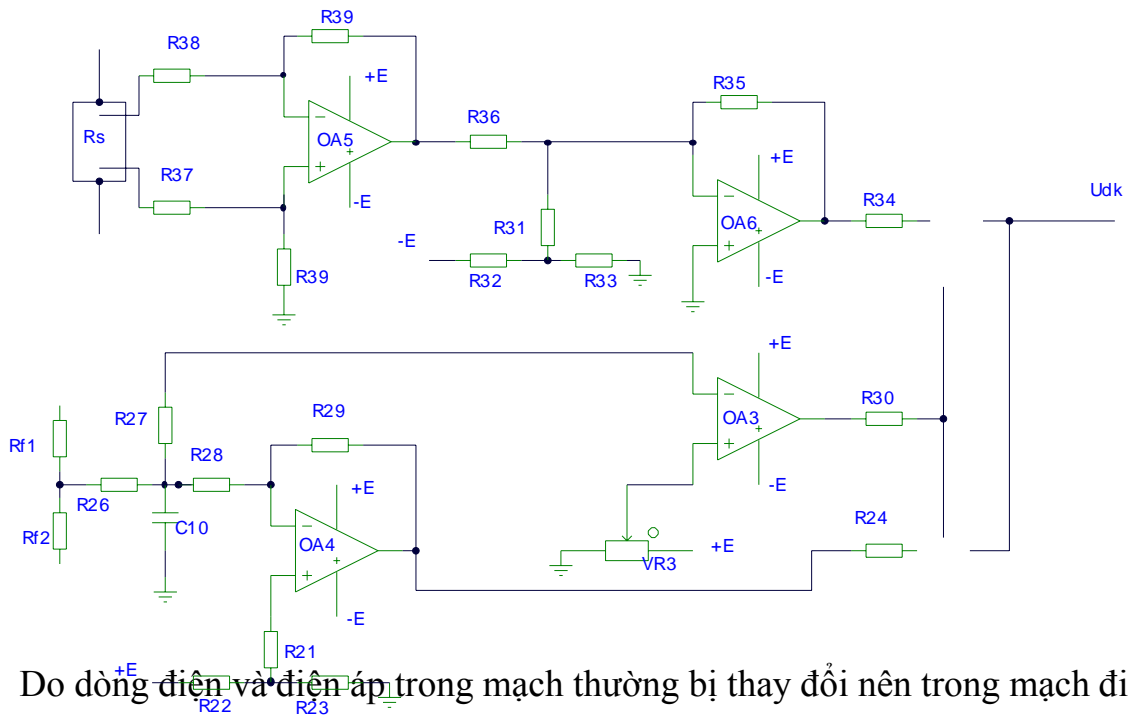 R39
R38
+E
R35
R36
Rs
OA5
+E
R37
-E
Udk
R34
R31
OA6
-E
R39
R32
R33
-E
+E
R29
R30
R27
OA3
Rf1
R28
-E
R26
+E
R24
C10
Rf2
OA4
+E
VR3
-E
R21
+E
Do dòng điện và điện áp trong mạch thường bị thay đổi nên trong mạch đi
R22
R23